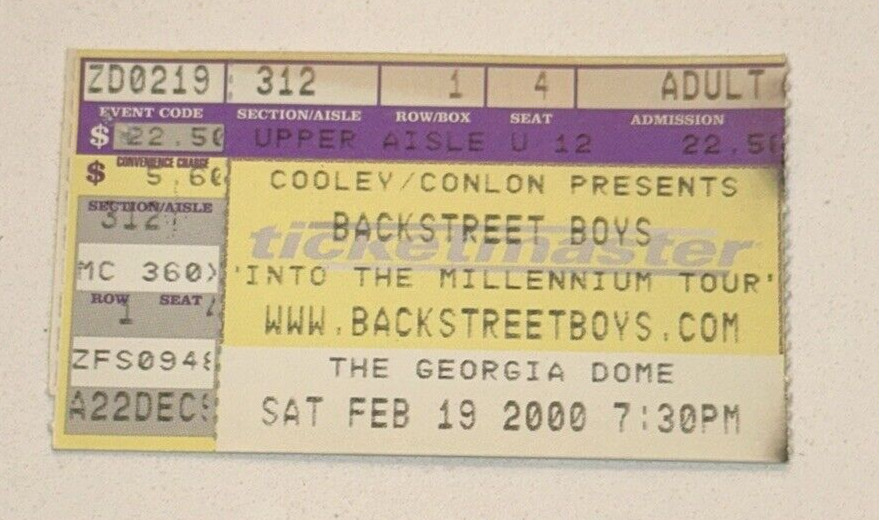 ZD0219 312 1 4 ADULT
EVENT CODE SECTION/AISLE ROW/BOX SEAT ADMISSION
$ 22.50 UPPER AISLE U 12 22.50
CONVENIENCE CHARGE
$ 5.60
COOLEY/CONLON PRESENTS
SECTION/AISLE
312
BACKSTREET BOYS
ticketmaster
MC 360X
'INTO THE MILLENNIUM TOUR'
ROW SEAT
1 4
WWW.BACKSTREETBOYS.COM
ZFS0948
THE GEORGIA DOME
A22DEC9
SAT FEB 19 2000 7:30PM